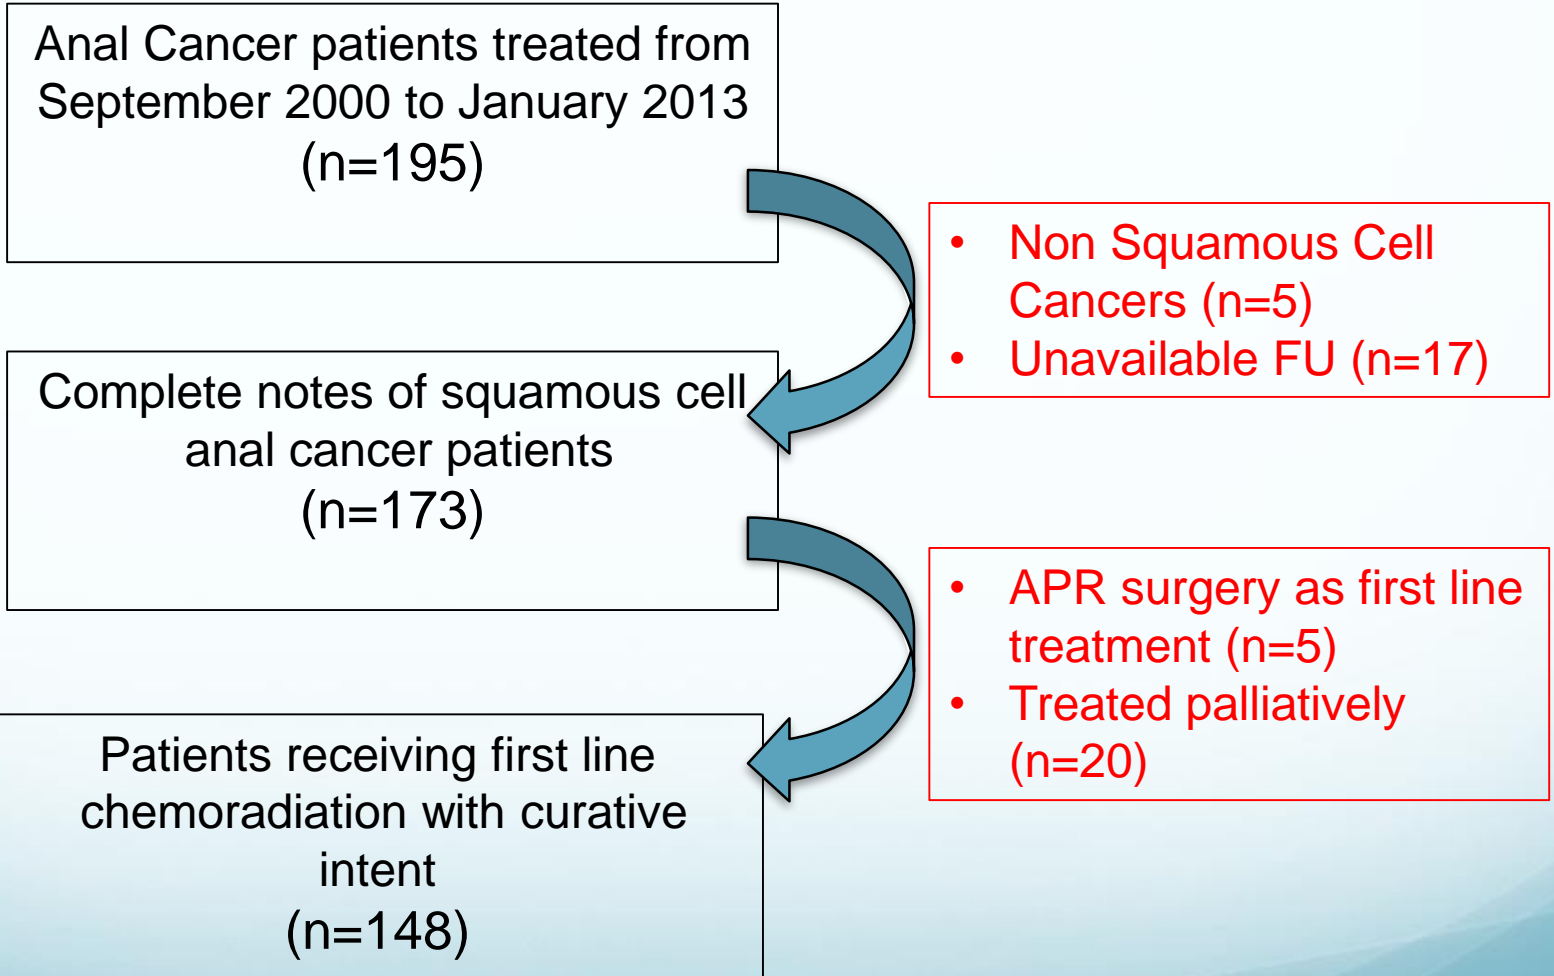 Anal Cancer patients treated from
September 2000 to January 2013
(n=195)
• Non Squamous Cell
Cancers (n=5)
• Unavailable FU (n=17)
Complete notes of squamous cell
anal cancer patients
(n=173)
• APR surgery as first line
treatment (n=5)
• Treated palliatively
(n=20)
Patients receiving first line
chemoradiation with curative
intent
(n=148)